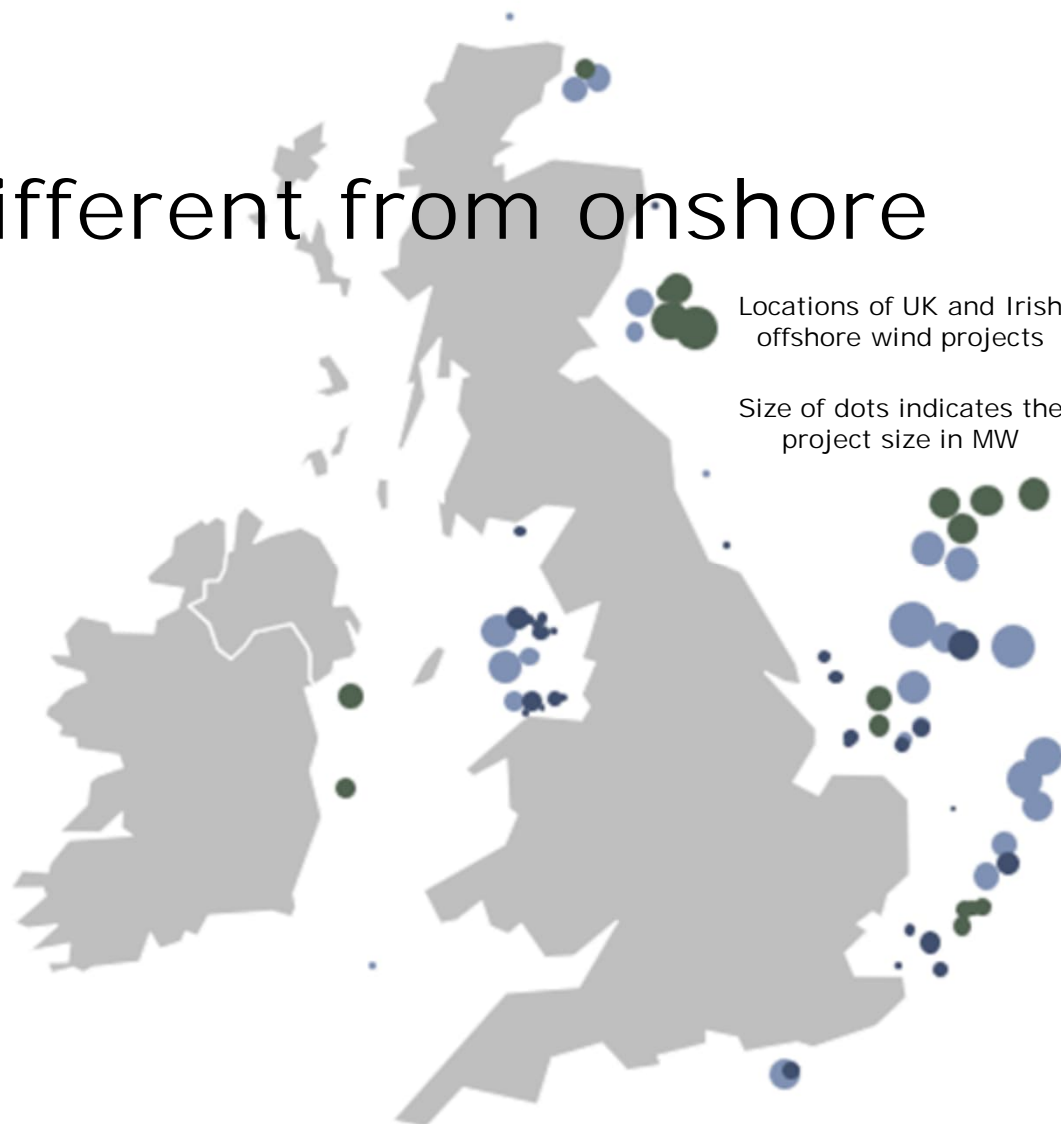 ifferent from onshore
Locations of UK and Irish
offshore wind projects
Size of dots indicates the
project size in MW